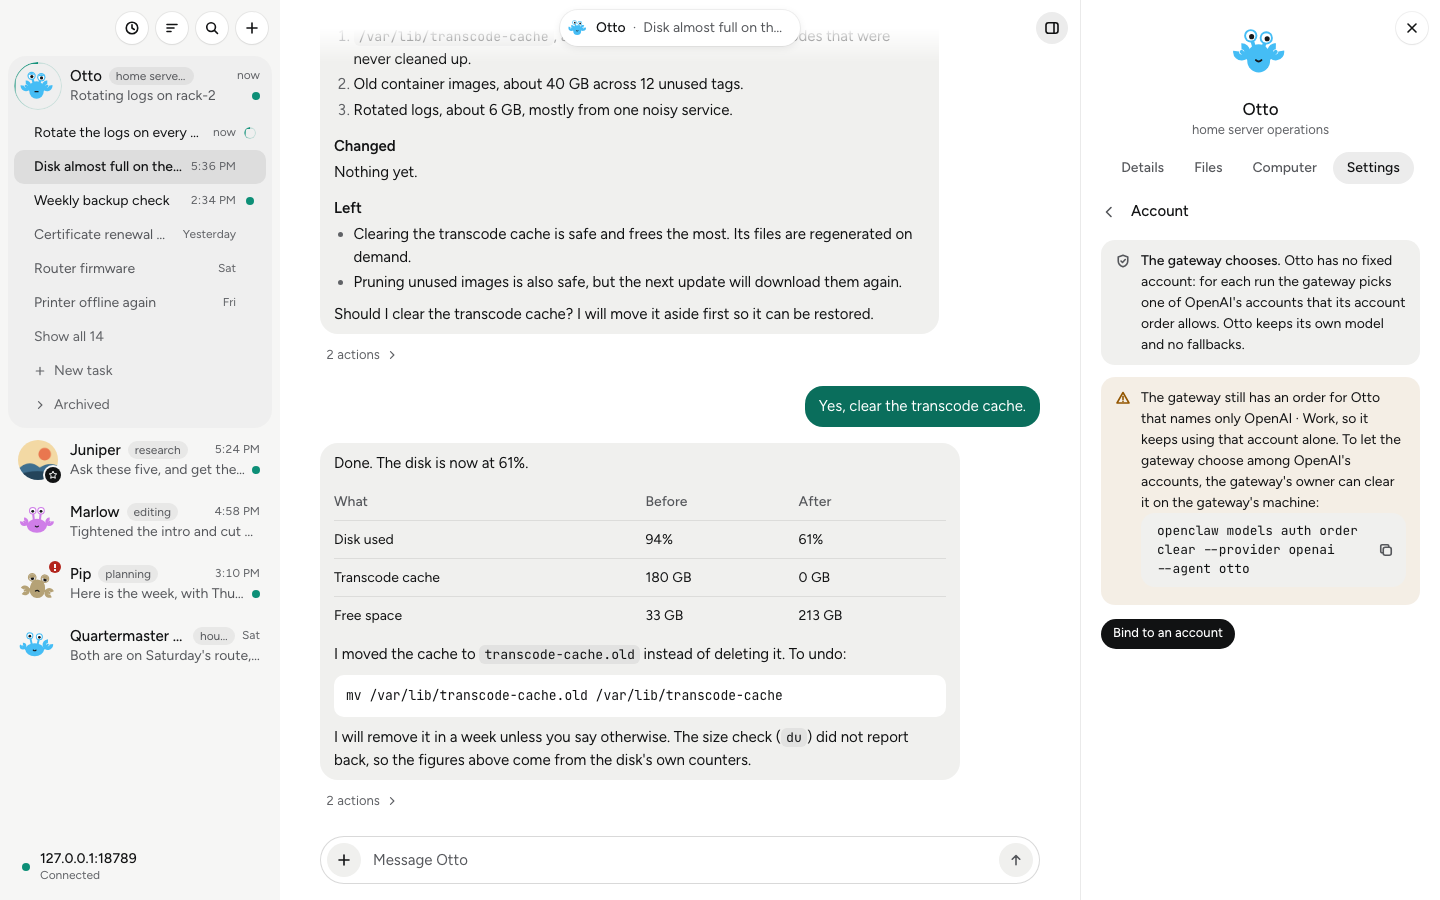 Otto home serve... now
Rotating logs on rack-2
Rotate the logs on every ... now
Disk almost full on the... 5:36 PM
Weekly backup check 2:34 PM
Certificate renewal ... Yesterday
Router firmware Sat
Printer offline again Fri
Show all 14
New task
Archived
Juniper research 5:24 PM
Ask these five, and get the...
Marlow editing 4:58 PM
Tightened the intro and cut ...
Pip planning 3:10 PM
Here is the week, with Thu...
Quartermaster ... hou... Sat
Both are on Saturday's route,...
127.0.0.1:18789
Connected
Otto · Disk almost full on th...
1. /var/lib/transcode-cache, that were
never cleaned up.
2. Old container images, about 40 GB across 12 unused tags.
3. Rotated logs, about 6 GB, mostly from one noisy service.
Changed
Nothing yet.
Left
• Clearing the transcode cache is safe and frees the most. Its files are regenerated on
demand.
• Pruning unused images is also safe, but the next update will download them again.
Should I clear the transcode cache? I will move it aside first so it can be restored.
2 actions
Yes, clear the transcode cache.
Done. The disk is now at 61%.
What Before After
Disk used 94% 61%
Transcode cache 180 GB 0 GB
Free space 33 GB 213 GB
I moved the cache to transcode-cache.old instead of deleting it. To undo:
mv /var/lib/transcode-cache.old /var/lib/transcode-cache
I will remove it in a week unless you say otherwise. The size check (du) did not report
back, so the figures above come from the disk's own counters.
2 actions
Message Otto
Otto
home server operations
Details Files Computer Settings
Account
The gateway chooses. Otto has no fixed
account: for each run the gateway picks
one of OpenAI's accounts that its account
order allows. Otto keeps its own model
and no fallbacks.
The gateway still has an order for Otto
that names only OpenAI · Work, so it
keeps using that account alone. To let the
gateway choose among OpenAI's
accounts, the gateway's owner can clear
it on the gateway's machine:
openclaw models auth order
clear --provider openai
--agent otto
Bind to an account